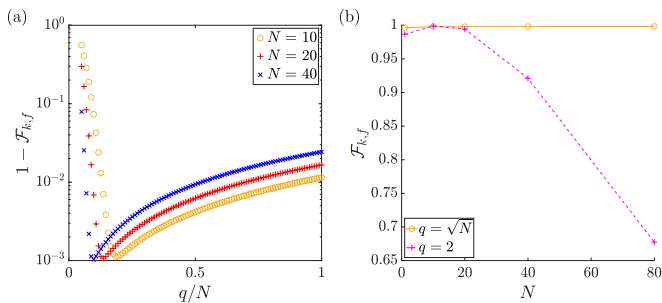 (a)
10^0
10^{-1}
10^{-2}
10^{-3}
1 − 𝓕_{k,f}
0
0.5
1
q/N
N = 10
N = 20
N = 40
(b)
1
0.95
0.9
0.85
0.8
0.75
0.7
0.65
𝓕_{k,f}
0
20
40
60
80
N
q = √N
q = 2